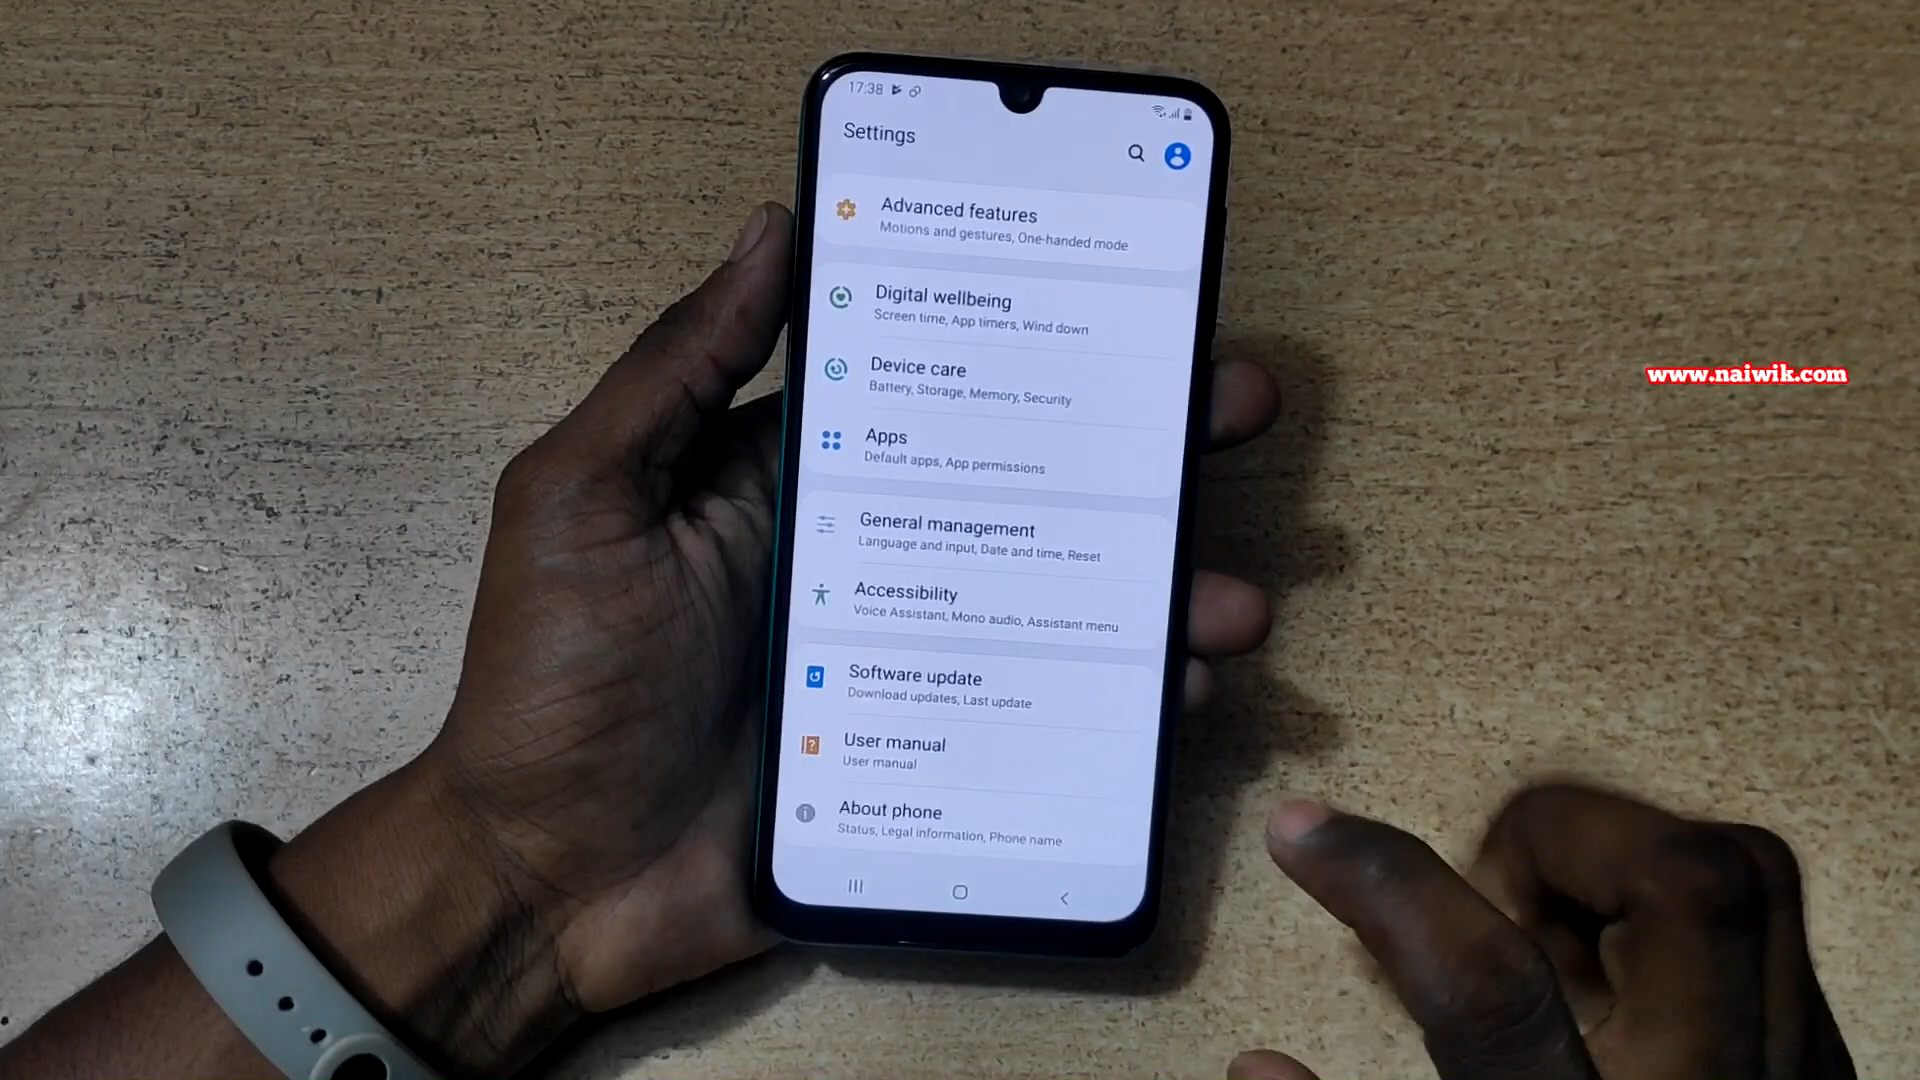 17:38
Settings
Advanced features
Motions and gestures, One-handed mode
Digital wellbeing
Screen time, App timers, Wind down
Device care
Battery, Storage, Memory, Security
www.naiwik.com
Apps
Default apps, App permissions
General management
Language and input, Date and time, Reset
Accessibility
Voice Assistant, Mono audio, Assistant menu
Software update
Download updates, Last update
User manual
User manual
About phone
Status, Legal information, Phone name